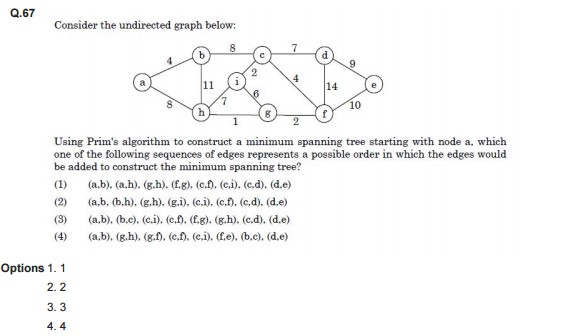 Q.67
Consider the undirected graph below:
8 7
b c d
4 9
2
a i 4 e
11 14
6
8 7 10
h g f
1 2
Using Prim's algorithm to construct a minimum spanning tree starting with node a, which
one of the following sequences of edges represents a possible order in which the edges would
be added to construct the minimum spanning tree?
(1) (a,b), (a,h), (g,h), (f,g), (c,f), (c,i), (c,d), (d,e)
(2) (a,b, (b,h), (g,h), (g,i), (c,i), (c,f), (c,d), (d,e)
(3) (a,b), (b,c), (c,i), (c,f), (f,g), (g,h), (c,d), (d,e)
(4) (a,b), (g,h), (g,f), (c,f), (c,i), (f,e), (b,c), (d,e)
Options 1. 1
2. 2
3. 3
4. 4